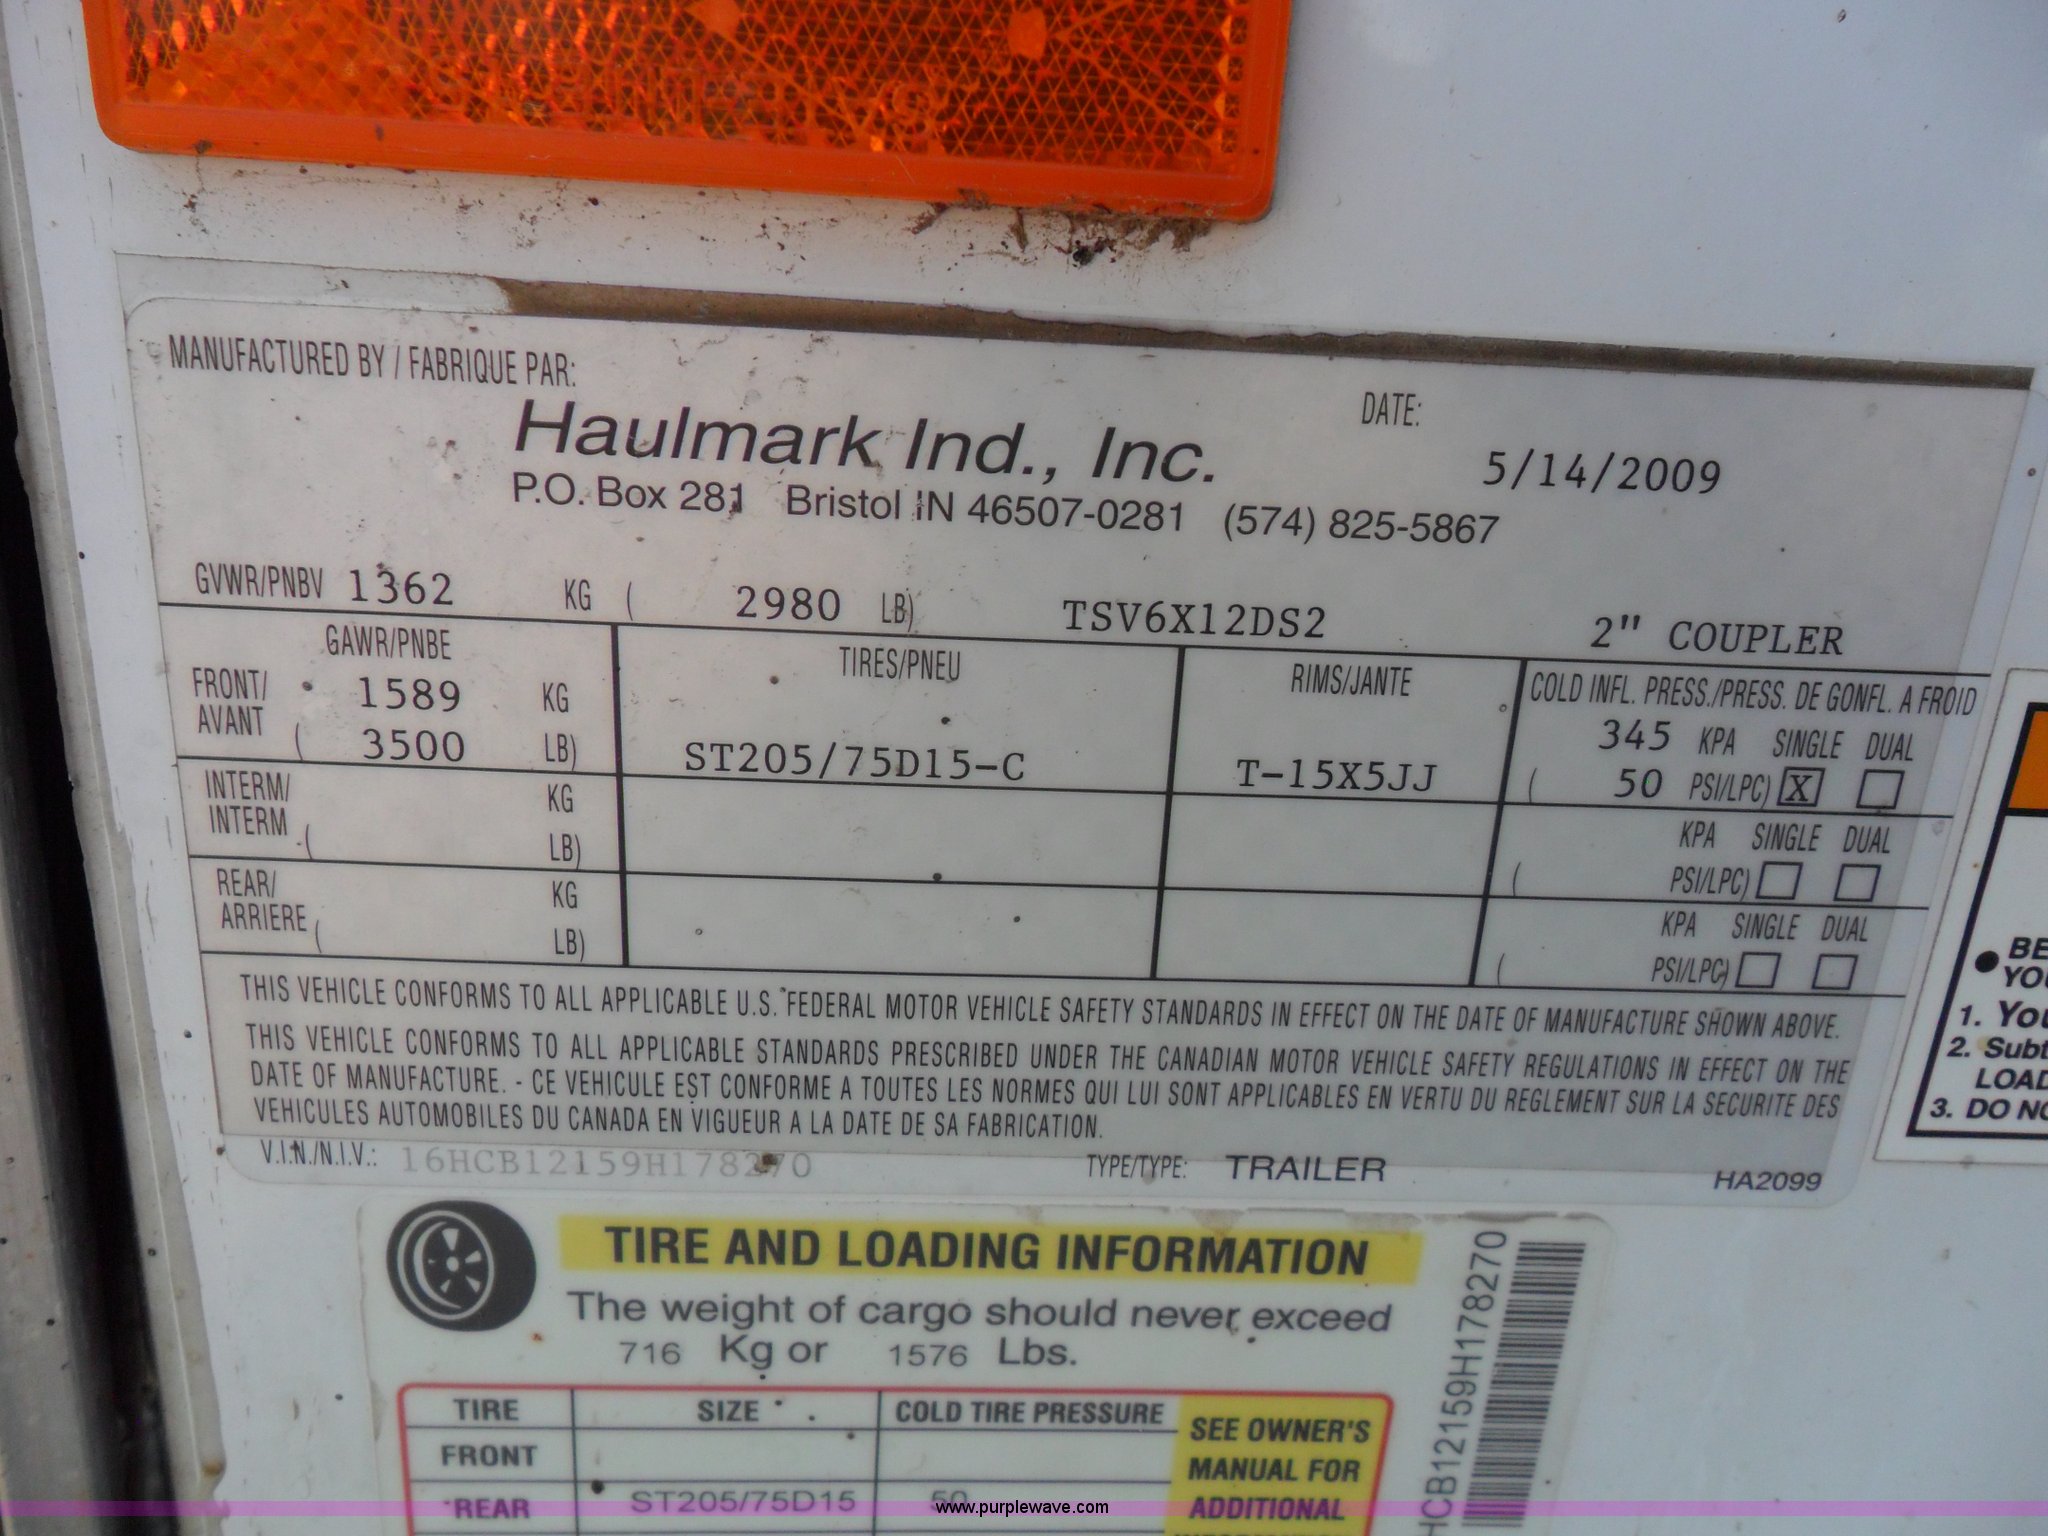 MANUFACTURED BY / FABRIQUE PAR:
Haulmark Ind., Inc.
DATE:
5/14/2009
P.O. Box 281 Bristol IN 46507-0281 (574) 825-5867
GVWR/PNBV 1362 KG ( 2980 LB) TSV6X12DS2 2" COUPLER
GAWR/PNBE TIRES/PNEU RIMS/JANTE COLD INFL. PRESS./PRESS. DE GONFL. A FROID
FRONT/ 1589 KG 345 KPA SINGLE DUAL
AVANT ( 3500 LB) ST205/75D15-C T-15X5JJ ( 50 PSI/LPC) X
INTERM/ KG KPA SINGLE DUAL
INTERM ( LB) ( PSI/LPC)
REAR/ KG KPA SINGLE DUAL
ARRIERE ( LB) ( PSI/LPC)
THIS VEHICLE CONFORMS TO ALL APPLICABLE U.S. FEDERAL MOTOR VEHICLE SAFETY STANDARDS IN EFFECT ON THE DATE OF MANUFACTURE SHOWN ABOVE.
THIS VEHICLE CONFORMS TO ALL APPLICABLE STANDARDS PRESCRIBED UNDER THE CANADIAN MOTOR VEHICLE SAFETY REGULATIONS IN EFFECT ON THE
DATE OF MANUFACTURE. - CE VEHICULE EST CONFORME A TOUTES LES NORMES QUI LUI SONT APPLICABLES EN VERTU DU REGLEMENT SUR LA SECURITE DES
VEHICULES AUTOMOBILES DU CANADA EN VIGUEUR A LA DATE DE SA FABRICATION.
V.I.N./N.I.V.: 16HCB12159H178270 TYPE/TYPE: TRAILER HA2099
TIRE AND LOADING INFORMATION
The weight of cargo should never exceed
716 Kg or 1576 Lbs.
TIRE SIZE COLD TIRE PRESSURE
FRONT
REAR ST205/75D15 50
SEE OWNER'S
MANUAL FOR
ADDITIONAL
HCB12159H178270
BE
YOU
1. You
2. Subt
LOAD
3. DO NO
www.purplewave.com